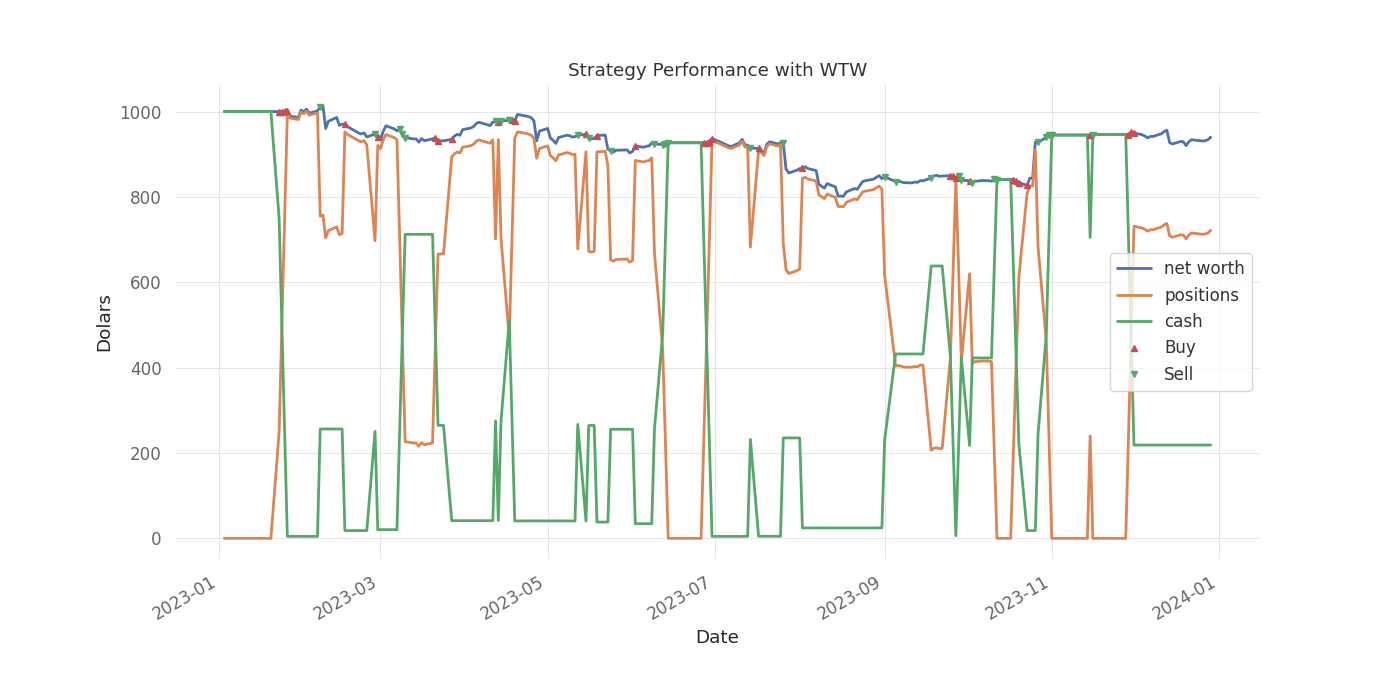 Strategy Performance with WTW
Dolars
1000
800
600
400
200
0
net worth
positions
cash
Buy
Sell
2023-01
2023-03
2023-05
2023-07
2023-09
2023-11
2024-01
Date